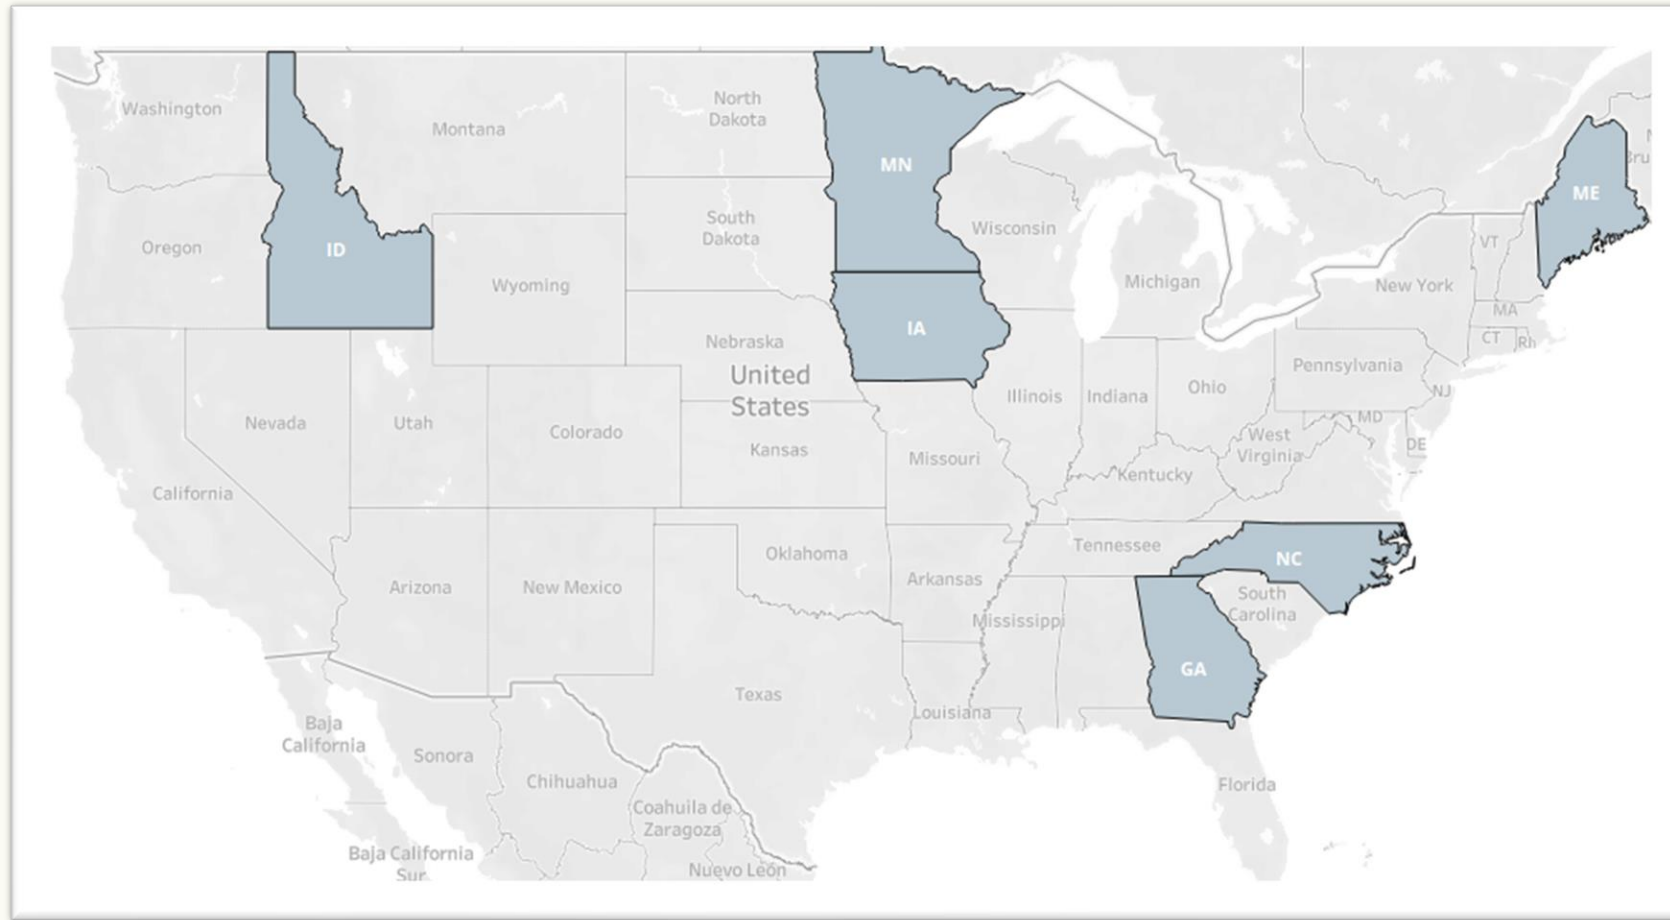 Washington
Montana
North
Dakota
MN
ME
Oregon
ID
South
Dakota
Wisconsin
VT
Wyoming
Michigan
New York
MA
IA
Nebraska
CT
RI
United
States
Pennsylvania
Illinois
Indiana
Ohio
NJ
Nevada
Utah
Colorado
Kansas
MD
West
Virginia
DE
Missouri
Kentucky
California
Oklahoma
Tennessee
NC
Arizona
New Mexico
Arkansas
South
Carolina
Mississippi
GA
Texas
Louisiana
Baja
California
Sonora
Chihuahua
Florida
Coahuila de
Zaragoza
Baja California
Sur
Nuevo León